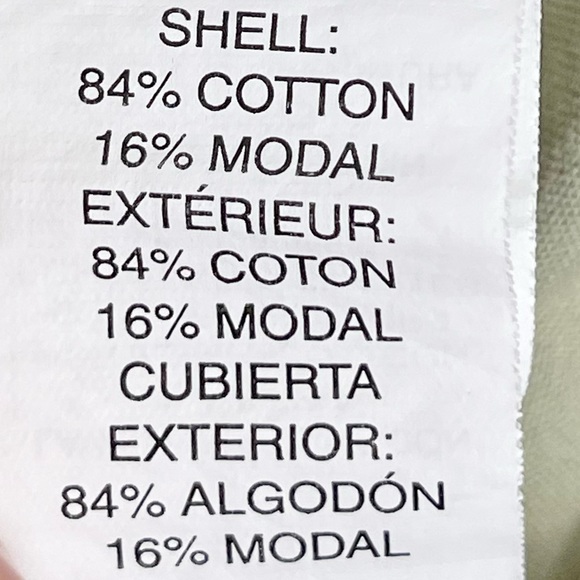 SHELL:
84% COTTON
16% MODAL
EXTÉRIEUR:
84% COTON
16% MODAL
CUBIERTA
EXTERIOR:
84% ALGODÓN
16% MODAL